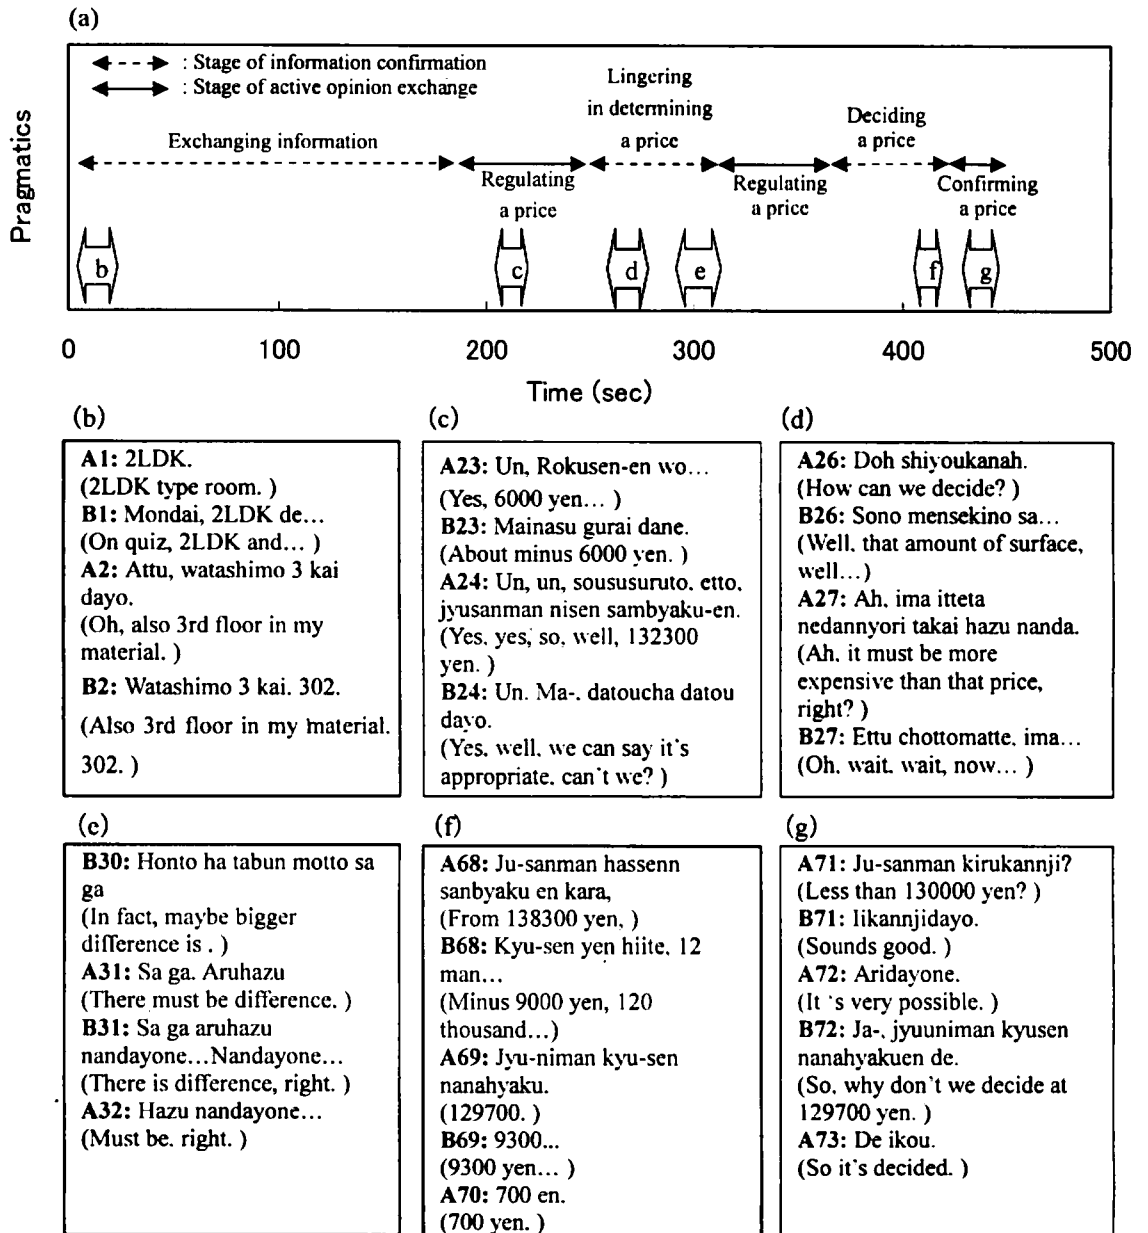 (a)
: Stage of information confirmation
: Stage of active opinion exchange
Lingering
in determining
a price
Deciding
a price
Exchanging information
Regulating
a price
Regulating
a price
Confirming
a price
Pragmatics
b
c
d
e
f
g
0
100
200
300
400
500
Time (sec)
(b)
A1: 2LDK.
(2LDK type room. )
B1: Mondai, 2LDK de...
(On quiz, 2LDK and... )
A2: Attu, watashimo 3 kai
dayo.
(Oh, also 3rd floor in my
material. )
B2: Watashimo 3 kai. 302.
(Also 3rd floor in my material.
302. )
(c)
A23: Un, Rokusen-en wo...
(Yes, 6000 yen... )
B23: Mainasu gurai dane.
(About minus 6000 yen. )
A24: Un, un, soususuruto, etto,
jyusanman nisen sambyaku-en.
(Yes, yes, so, well, 132300
yen. )
B24: Un. Ma-. datoucha datou
dayo.
(Yes, well, we can say it's
appropriate, can't we? )
(d)
A26: Doh shiyoukanah.
(How can we decide? )
B26: Sono mensekino sa...
(Well, that amount of surface,
well...)
A27: Ah, ima itteta
nedannyori takai hazu nanda.
(Ah, it must be more
expensive than that price,
right? )
B27: Ettu chottomatte, ima...
(Oh, wait, wait, now... )
(e)
B30: Honto ha tabun motto sa
ga
(In fact, maybe bigger
difference is . )
A31: Sa ga. Aruhazu
(There must be difference. )
B31: Sa ga aruhazu
nandayone...Nandayone...
(There is difference, right. )
A32: Hazu nandayone...
(Must be, right. )
(f)
A68: Ju-sanman hassenn
sanbyaku en kara,
(From 138300 yen, )
B68: Kyu-sen yen hiite, 12
man...
(Minus 9000 yen, 120
thousand...)
A69: Jyu-niman kyu-sen
nanahyaku.
(129700. )
B69: 9300...
(9300 yen... )
A70: 700 en.
(700 yen. )
(g)
A71: Ju-sanman kirukannji?
(Less than 130000 yen? )
B71: Iikannjidayo.
(Sounds good. )
A72: Aridayone.
(It 's very possible. )
B72: Ja-, jyuuniman kyusen
nanahyakuen de.
(So, why don't we decide at
129700 yen. )
A73: De ikou.
(So it's decided. )